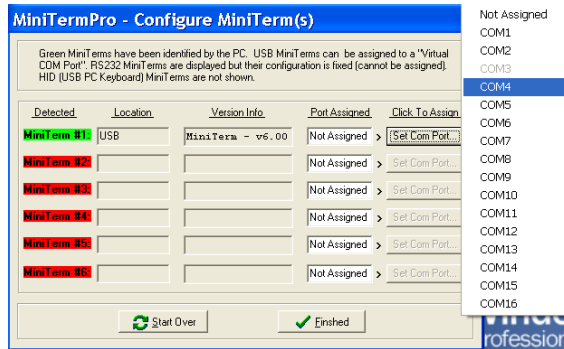 MiniTermPro - Configure MiniTerm(s)
Green MiniTerms have been identified by the PC. USB MiniTerms can be assigned to a "Virtual
COM Port". RS232 MiniTerms are displayed but their configuration is fixed (cannot be assigned).
HID (USB PC Keyboard) MiniTerms are not shown.
Detected Location Version Info Port Assigned Click To Assign
MiniTerm #1: USB MiniTerm - v6.00 Not Assigned > Set Com Port...
MiniTerm #2: Not Assigned > Set Com Port...
MiniTerm #3: Not Assigned > Set Com Port...
MiniTerm #4: Not Assigned > Set Com Port...
MiniTerm #5: Not Assigned > Set Com Port...
MiniTerm #6: Not Assigned > Set Com Port...
Start Over Finshed
Not Assigned
COM1
COM2
COM3
COM4
COM5
COM6
COM7
COM8
COM9
COM10
COM11
COM12
COM13
COM14
COM15
COM16